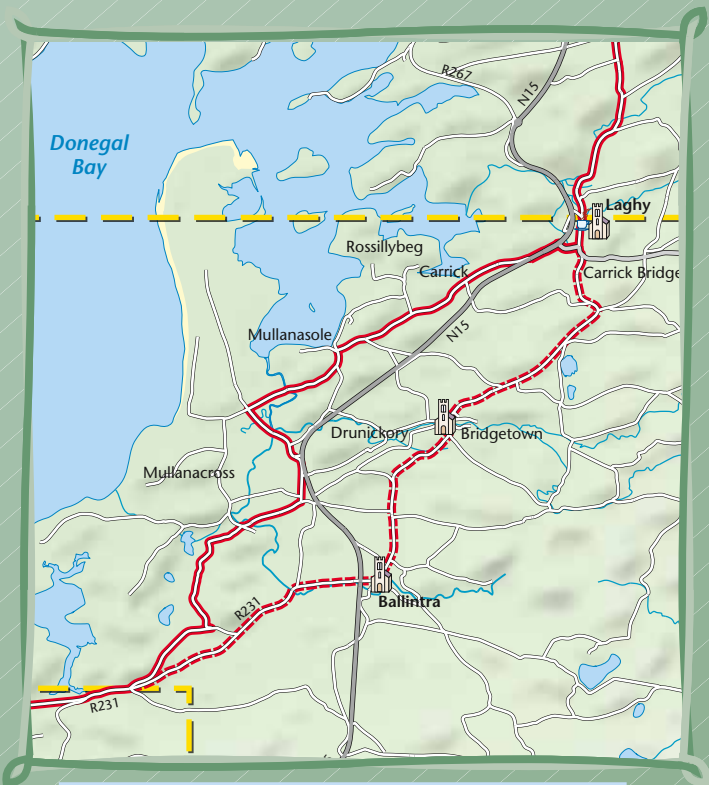 R267
N15
Donegal
Bay
Laghy
Rossillybeg
Carrick
Carrick Bridge
N15
Mullanasole
Drunickory
Bridgetown
Mullanacross
Ballintra
R231
R231